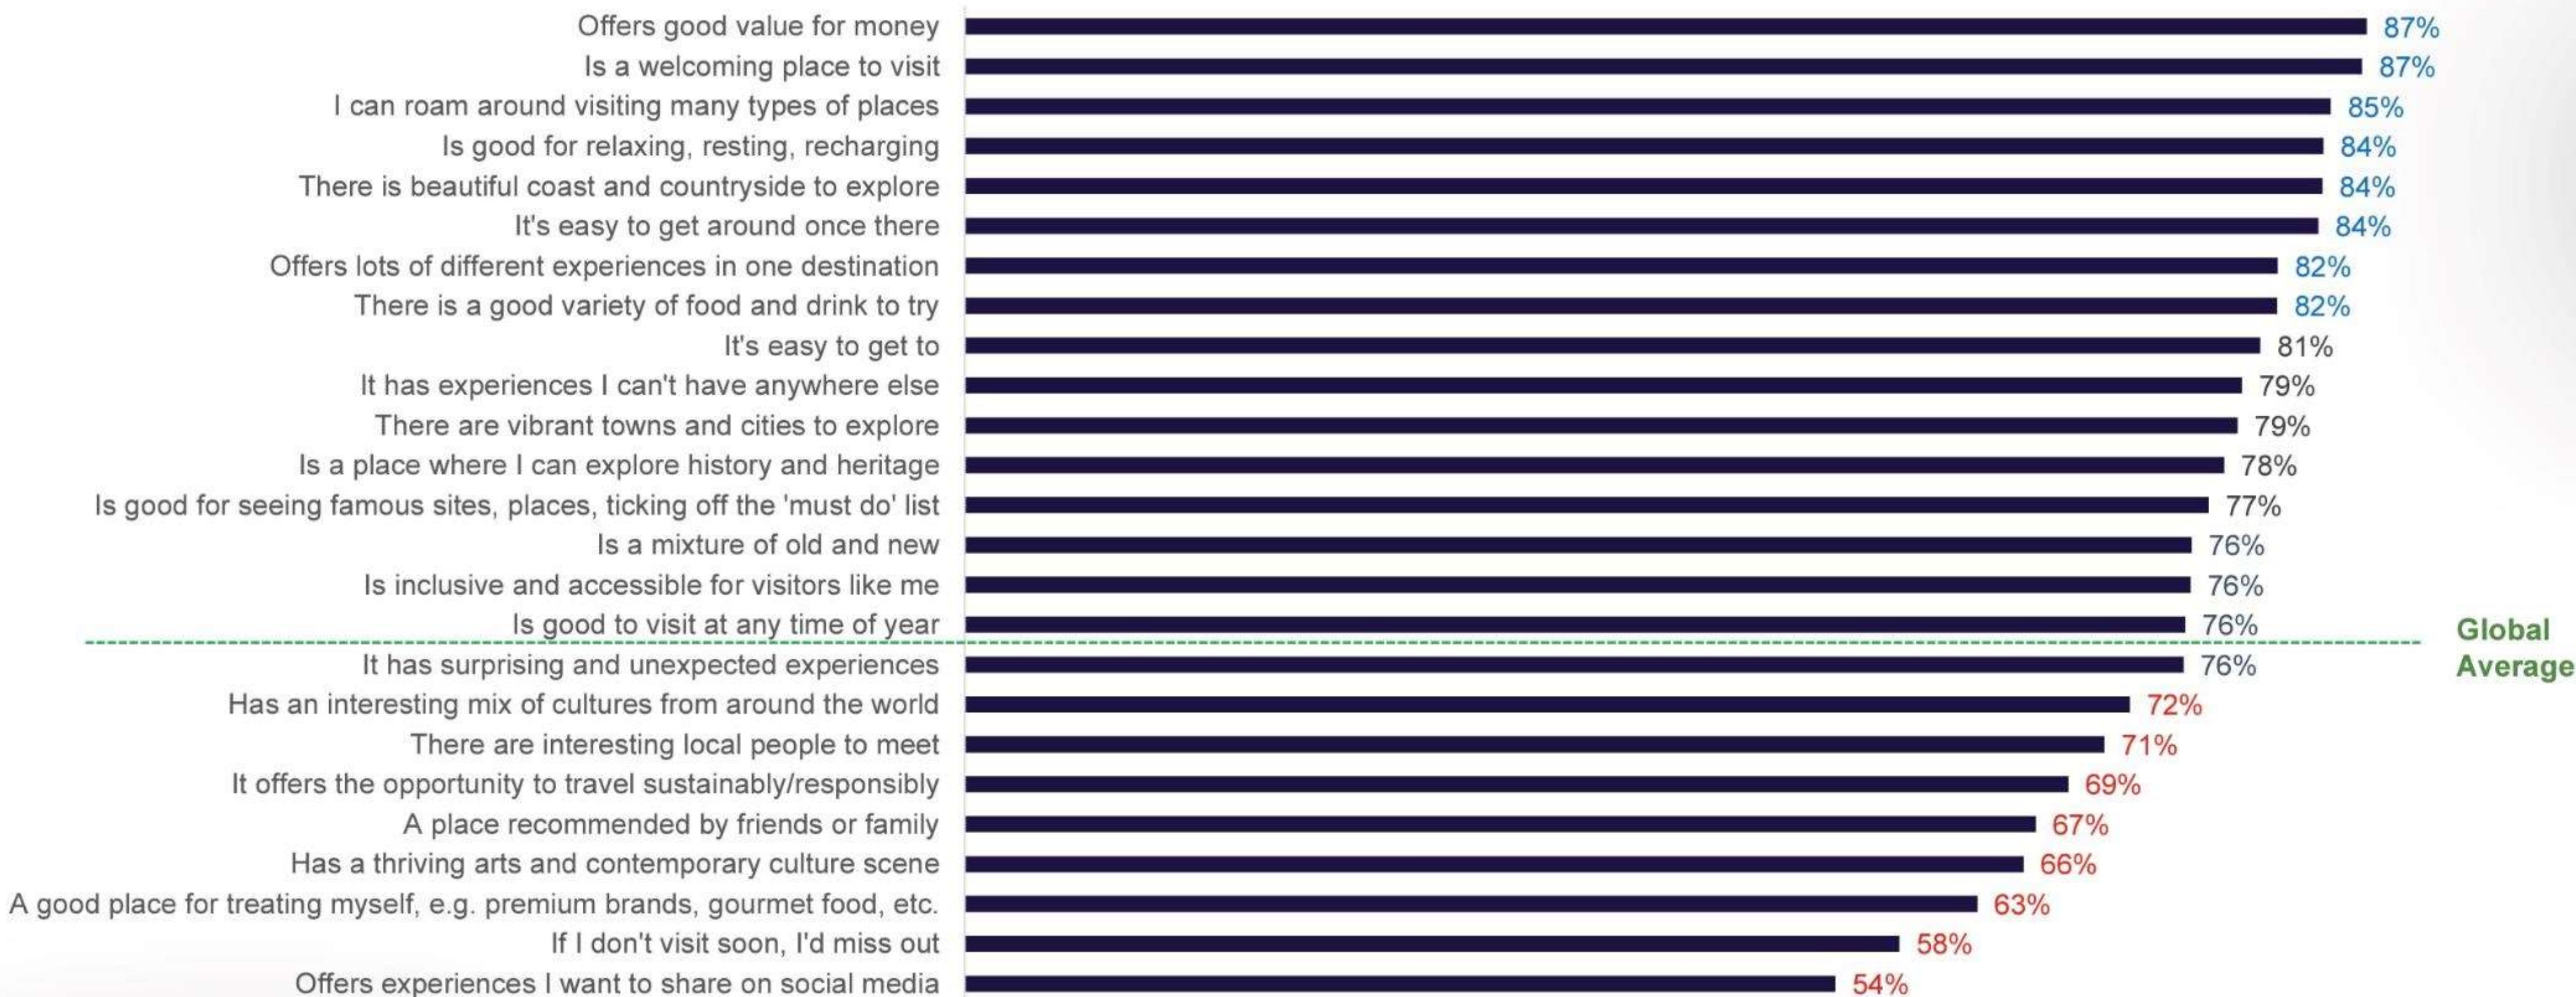 Offers good value for money 87%
Is a welcoming place to visit 87%
I can roam around visiting many types of places 85%
Is good for relaxing, resting, recharging 84%
There is beautiful coast and countryside to explore 84%
It's easy to get around once there 84%
Offers lots of different experiences in one destination 82%
There is a good variety of food and drink to try 82%
It's easy to get to 81%
It has experiences I can't have anywhere else 79%
There are vibrant towns and cities to explore 79%
Is a place where I can explore history and heritage 78%
Is good for seeing famous sites, places, ticking off the 'must do' list 77%
Is a mixture of old and new 76%
Is inclusive and accessible for visitors like me 76%
Is good to visit at any time of year 76%
Global
Average
It has surprising and unexpected experiences 76%
Has an interesting mix of cultures from around the world 72%
There are interesting local people to meet 71%
It offers the opportunity to travel sustainably/responsibly 69%
A place recommended by friends or family 67%
Has a thriving arts and contemporary culture scene 66%
A good place for treating myself, e.g. premium brands, gourmet food, etc. 63%
If I don't visit soon, I'd miss out 58%
Offers experiences I want to share on social media 54%